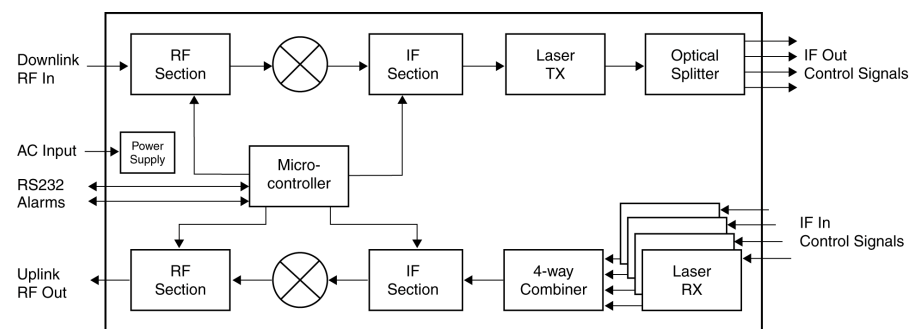 Downlink
RF In
RF
Section
IF
Section
Laser
TX
Optical
Splitter
IF Out
Control Signals
AC Input
Power
Supply
RS232
Alarms
Micro-
controller
IF In
Control Signals
Uplink
RF Out
RF
Section
IF
Section
4-way
Combiner
Laser
RX